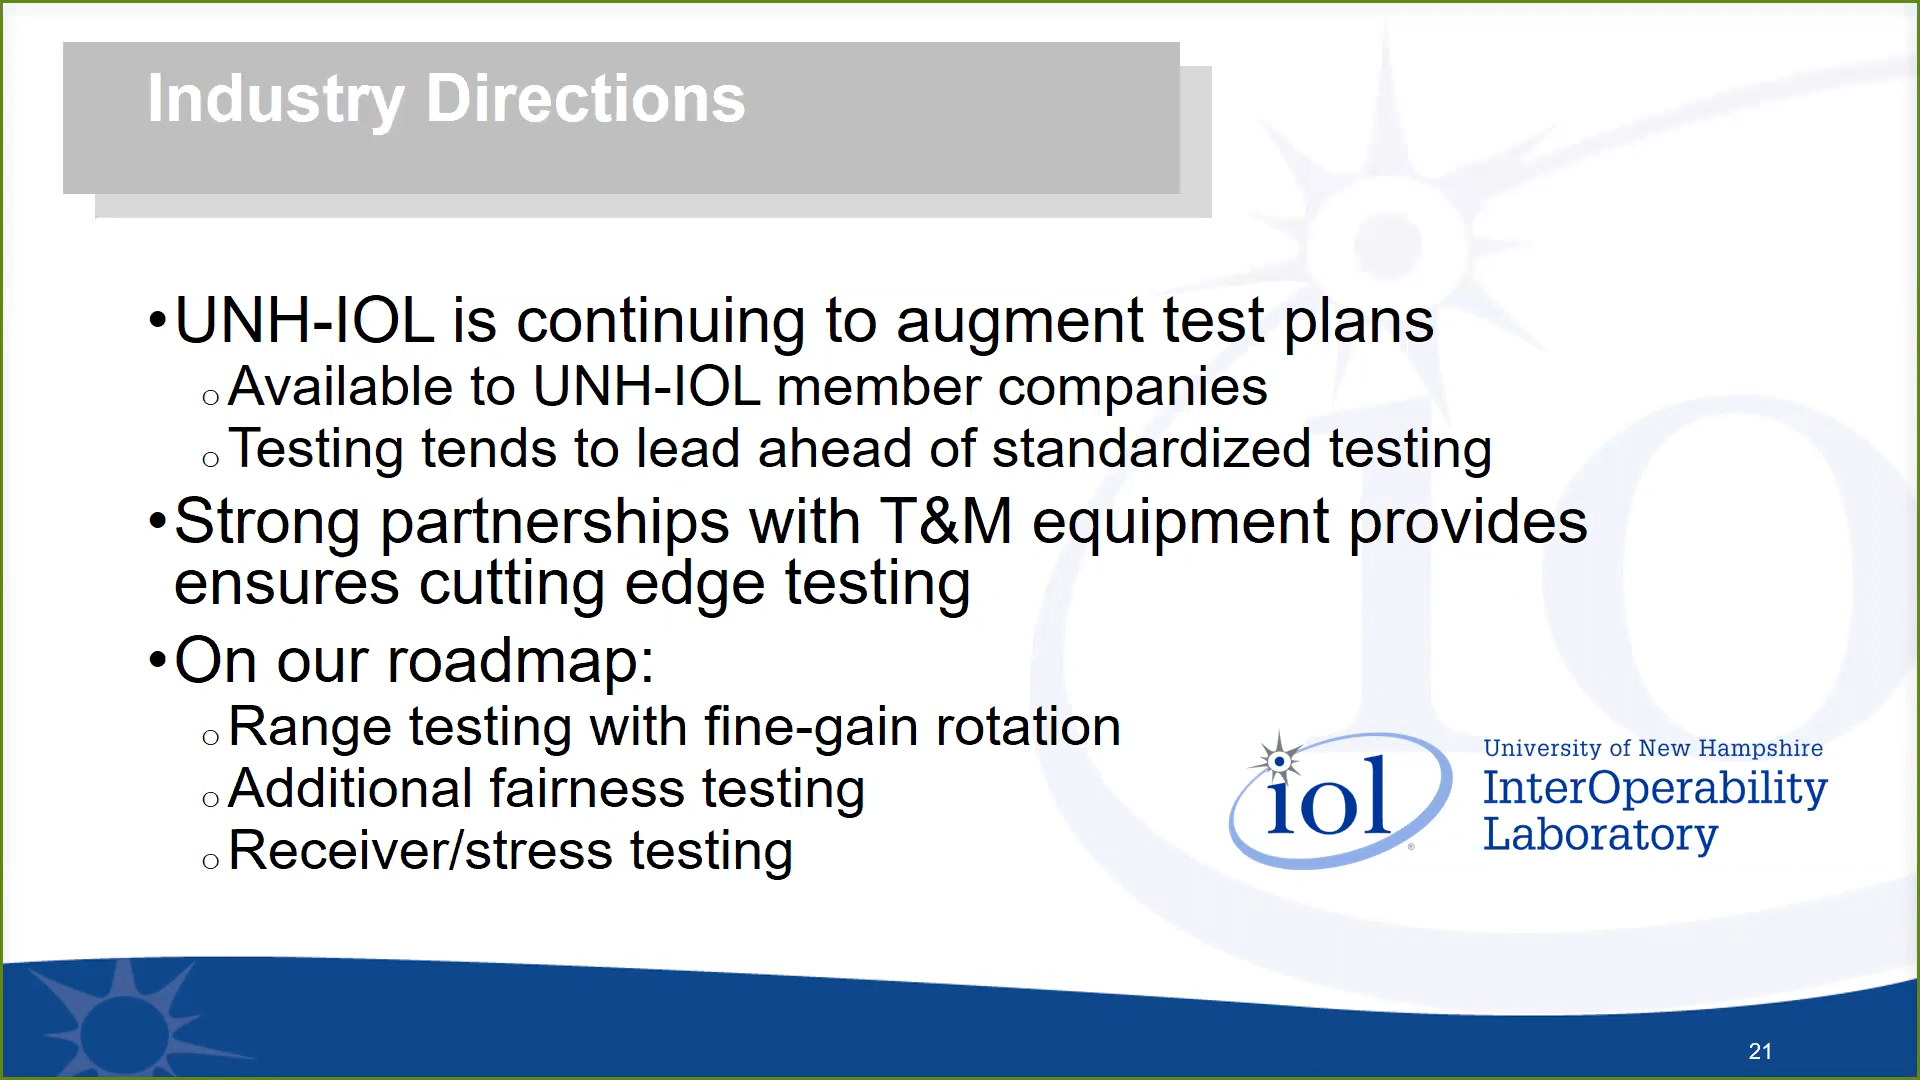 Industry Directions
•UNH-IOL is continuing to augment test plans
○Available to UNH-IOL member companies
○Testing tends to lead ahead of standardized testing
•Strong partnerships with T&M equipment provides
ensures cutting edge testing
•On our roadmap:
○Range testing with fine-gain rotation
○Additional fairness testing
○Receiver/stress testing
iol®
University of New Hampshire
InterOperability
Laboratory
21